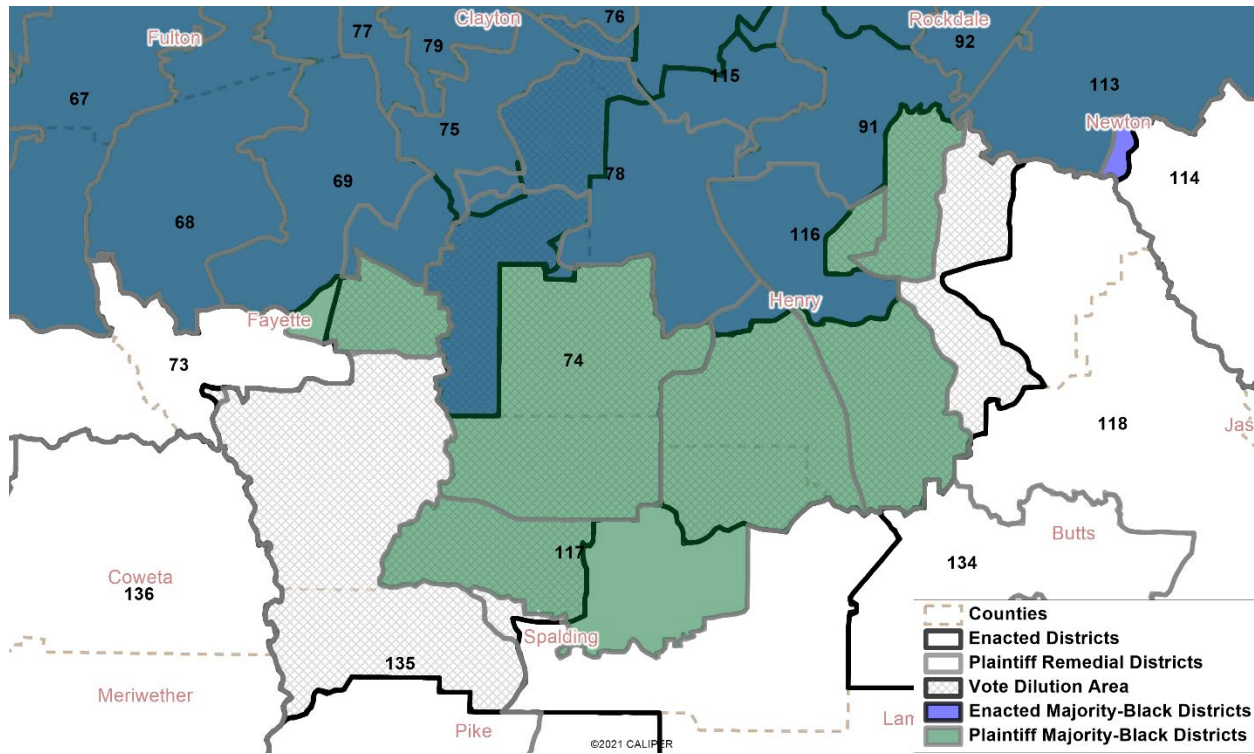 76
Clayton
Rockdale
77
79
92
Fulton
67
115
113
Newton
75
91
69
78
114
68
116
Henry
Fayette
73
74
118
Jas
117
Butts
134
Coweta
136
Spalding
135
Meriwether
Pike
Lam
©2021 CALIPER
Counties
Enacted Districts
Plaintiff Remedial Districts
Vote Dilution Area
Enacted Majority-Black Districts
Plaintiff Majority-Black Districts